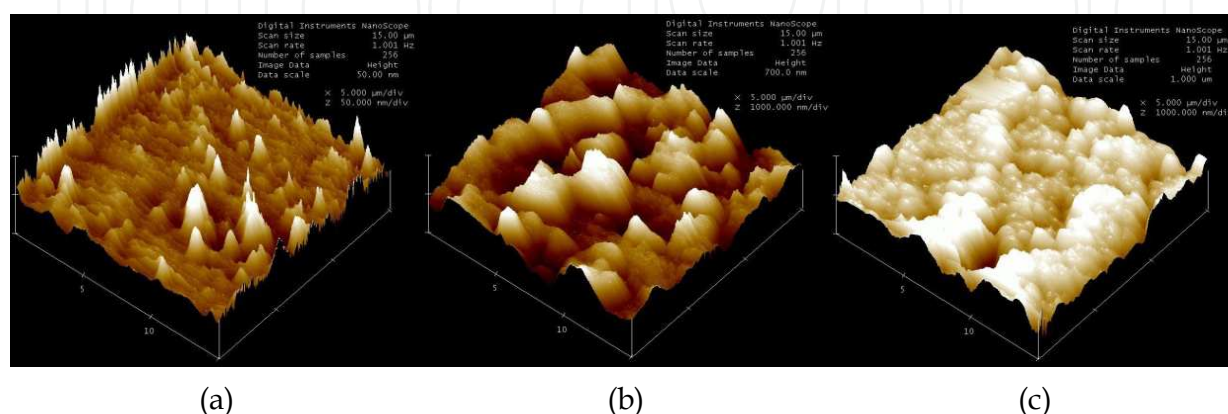 Digital Instruments NanoScope
Scan size 15.00 µm
Scan rate 1.001 Hz
Number of samples 256
Image Data Height
Data scale 50.00 nm
X 5.000 µm/div
Z 50.000 nm/div
5
10
(a)
Digital Instruments NanoScope
Scan size 15.00 µm
Scan rate 1.001 Hz
Number of samples 256
Image Data Height
Data scale 700.0 nm
X 5.000 µm/div
Z 1000.000 nm/div
5
10
(b)
Digital Instruments NanoScope
Scan size 15.00 µm
Scan rate 1.001 Hz
Number of samples 256
Image Data Height
Data scale 1.000 um
X 5.000 µm/div
Z 1000.000 nm/di
5
10
(c)